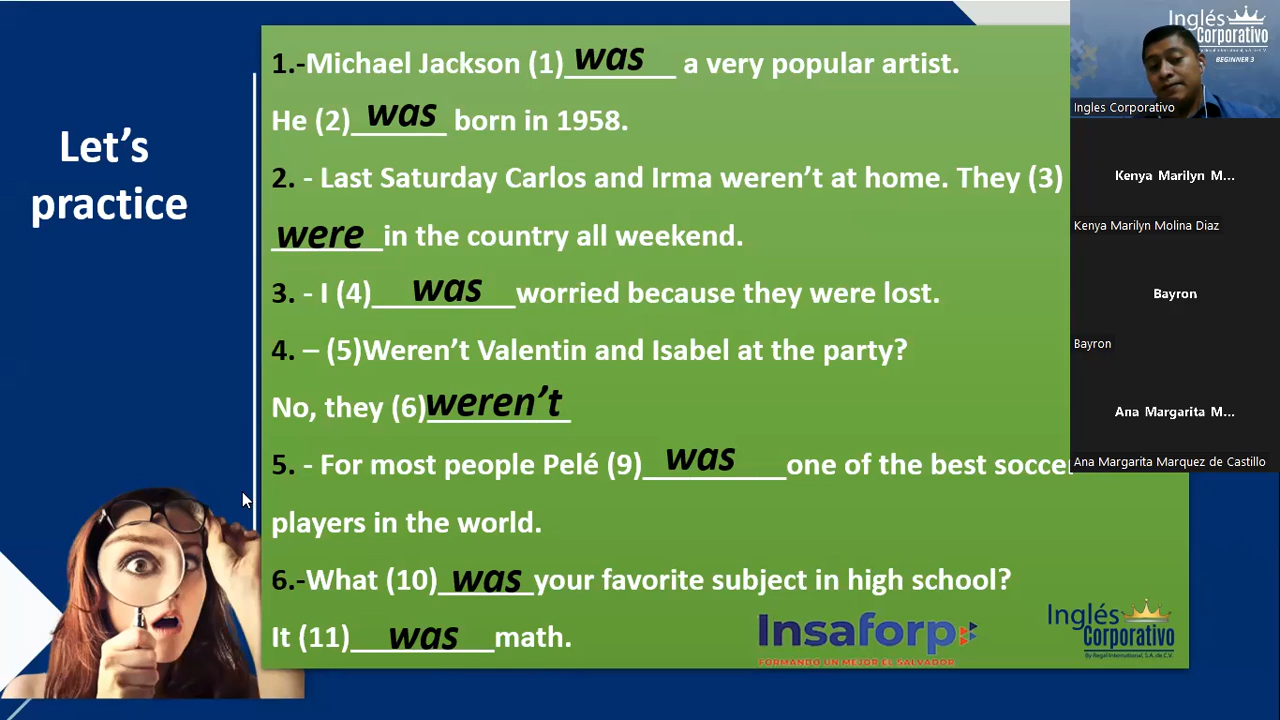 Let's
practice
1.-Michael Jackson (1)was a very popular artist.
He (2)was born in 1958.
2. - Last Saturday Carlos and Irma weren't at home. They (3)
were in the country all weekend.
3. - I (4) was worried because they were lost.
4. – (5)Weren't Valentin and Isabel at the party?
No, they (6)weren't
5. - For most people Pelé (9) was one of the best soccer
players in the world.
6.-What (10) was your favorite subject in high school?
It (11) was math.
Insaforp
FORMANDO UN MEJOR EL SALVADOR
Inglés
Corporativo
By Regal International, S.A. de C.V.
Inglés
Corporativo
BEGINNER 3
Ingles Corporativo
Kenya Marilyn M...
Kenya Marilyn Molina Diaz
Bayron
Bayron
Ana Margarita M...
Ana Margarita Marquez de Castillo